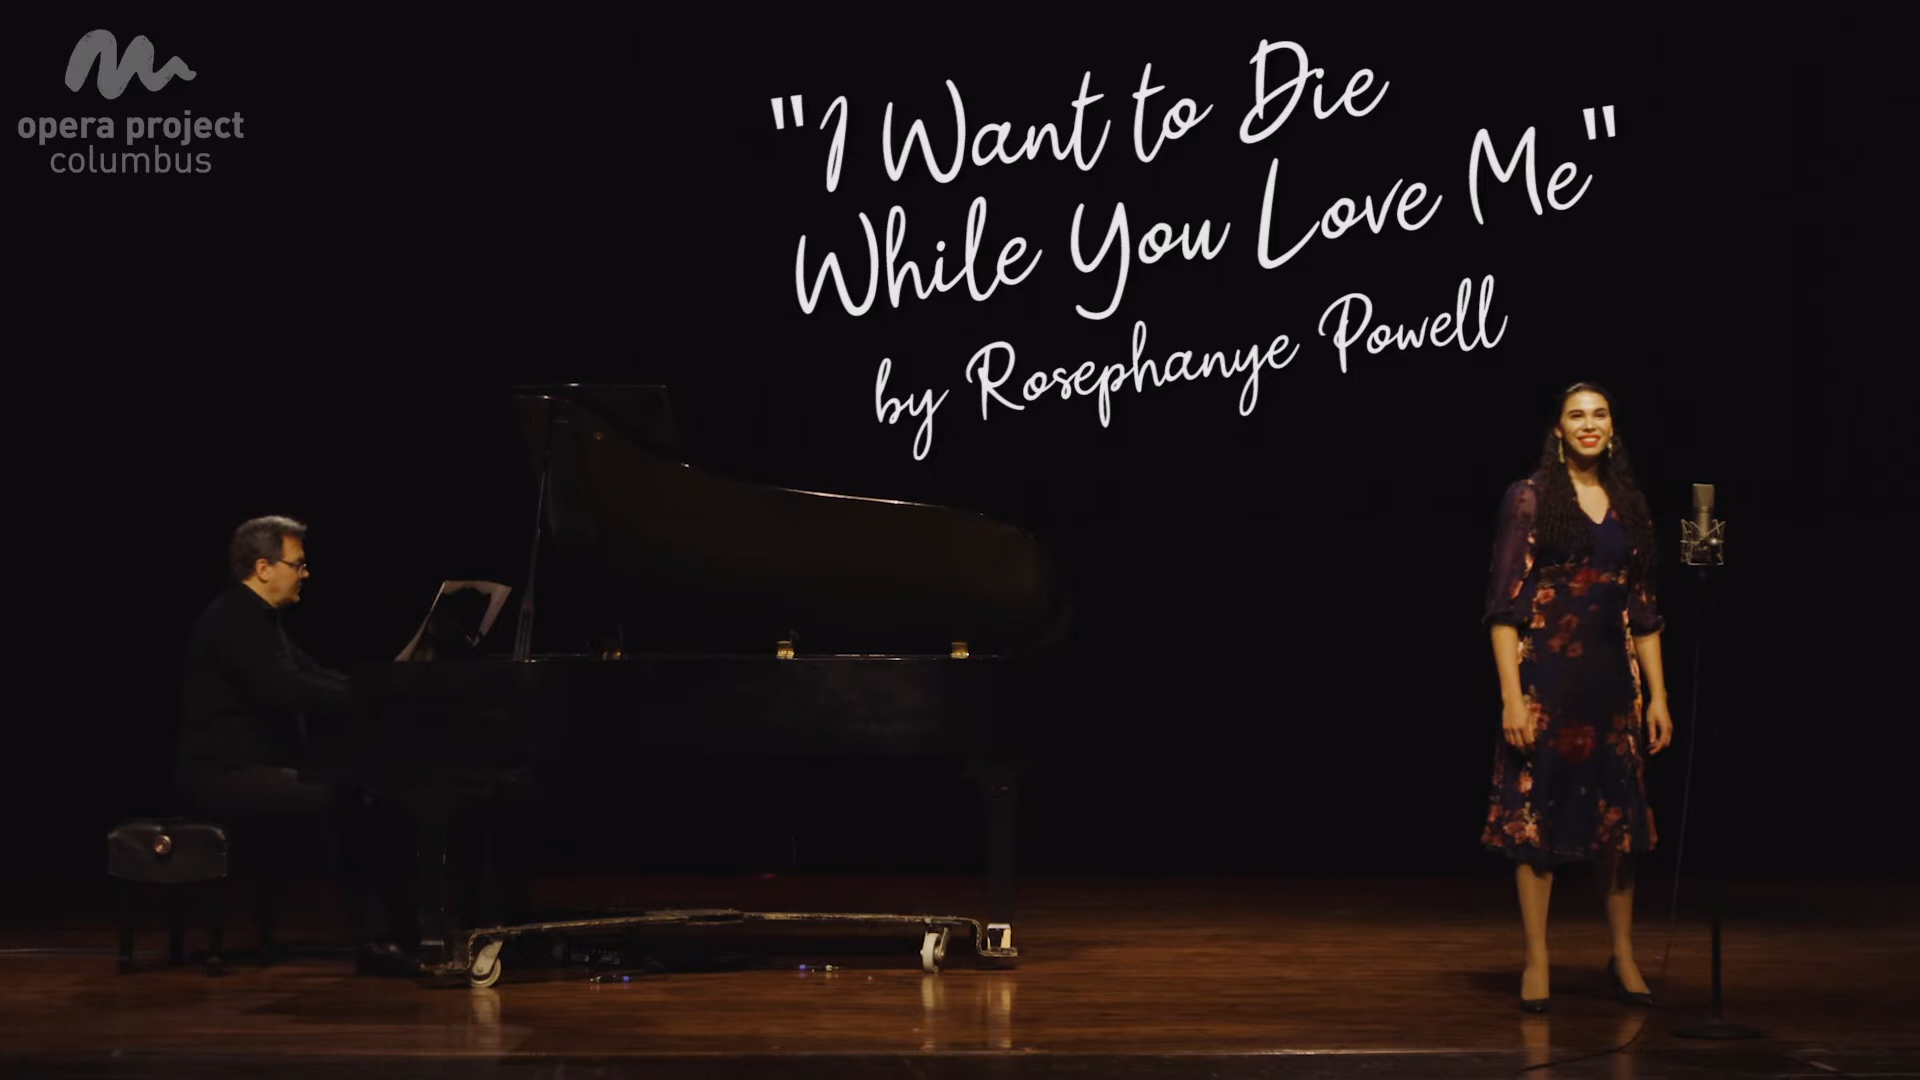 opera project
columbus
"I Want to Die
While You Love Me"
by Rosephanye Powell